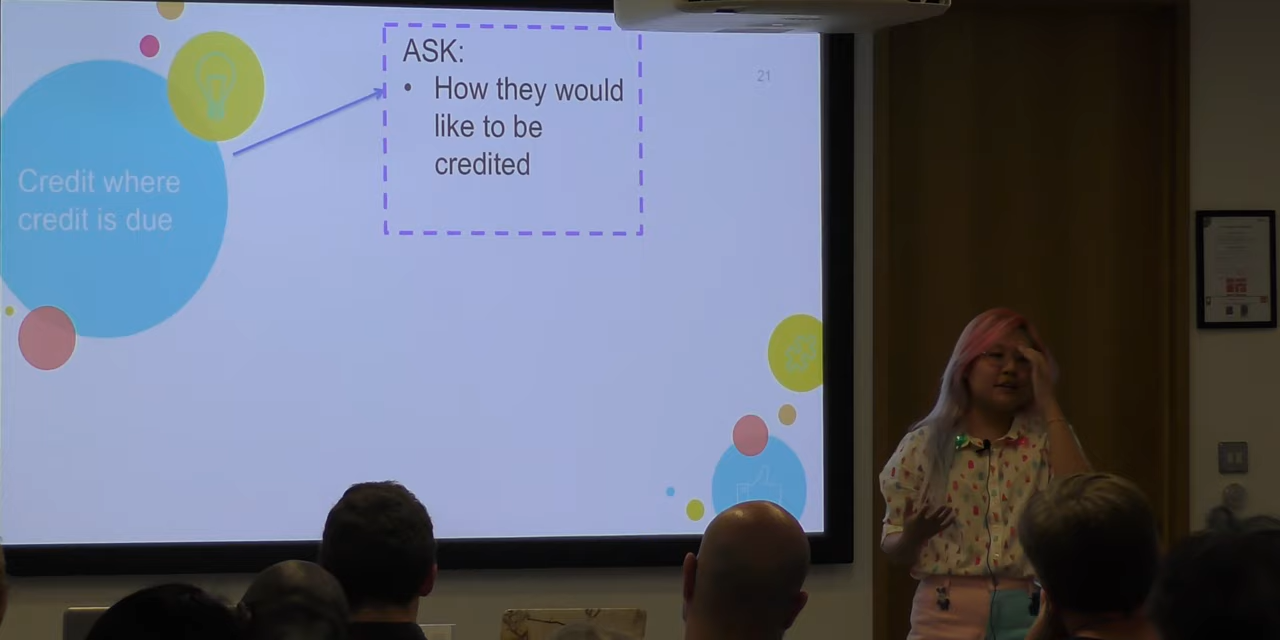 ASK:
• How they would
like to be
credited
21
Credit where
credit is due